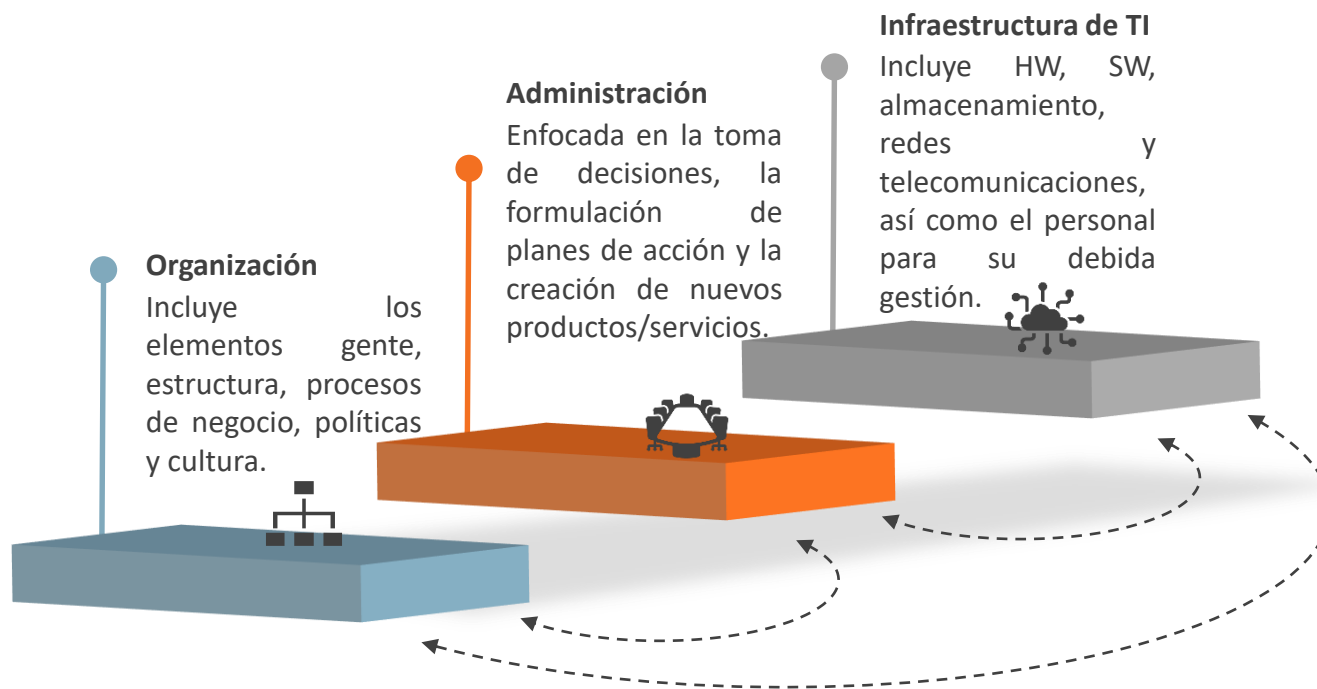 Organización
Incluye los
elementos gente,
estructura, procesos
de negocio, políticas
y cultura.
Administración
Enfocada en la toma
de decisiones, la
formulación de
planes de acción y la
creación de nuevos
productos/servicios.
Infraestructura de TI
Incluye HW, SW,
almacenamiento,
redes y
telecomunicaciones,
así como el personal
para su debida
gestión.